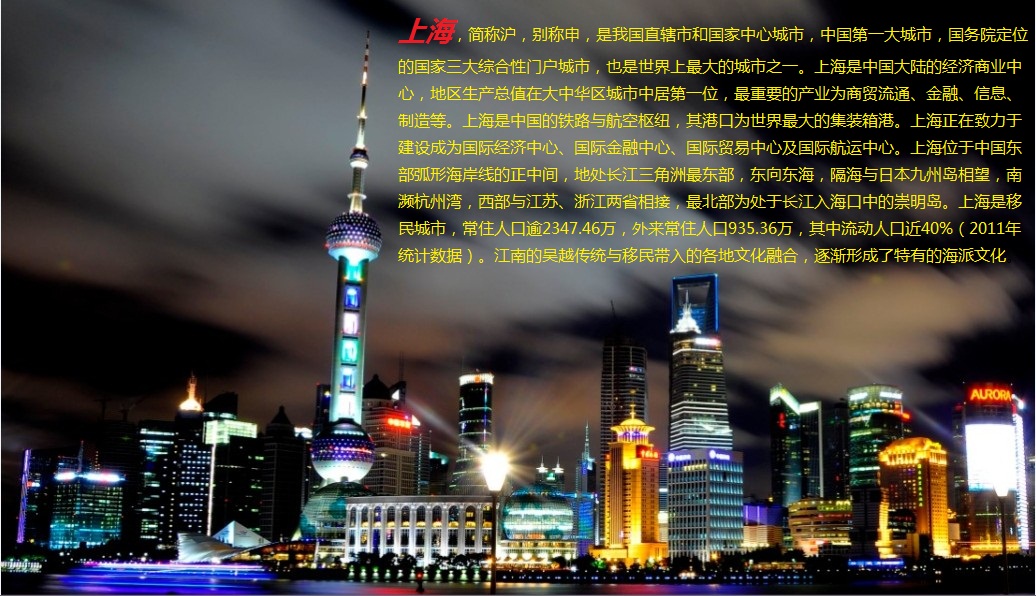 上海，简称沪，别称申，是我国直辖市和国家中心城市，中国第一大城市，国务院定位
的国家三大综合性门户城市，也是世界上最大的城市之一。上海是中国大陆的经济商业中
心，地区生产总值在大中华区城市中居第一位，最重要的产业为商贸流通、金融、信息、
制造等。上海是中国的铁路与航空枢纽，其港口为世界最大的集装箱港。上海正在致力于
建设成为国际经济中心、国际金融中心、国际贸易中心及国际航运中心。上海位于中国东
部弧形海岸线的正中间，地处长江三角洲最东部，东向东海，隔海与日本九州岛相望，南
濒杭州湾，西部与江苏、浙江两省相接，最北部为处于长江入海口中的崇明岛。上海是移
民城市，常住人口逾2347.46万，外来常住人口935.36万，其中流动人口近40%（2011年
统计数据）。江南的吴越传统与移民带入的各地文化融合，逐渐形成了特有的海派文化
AURORA